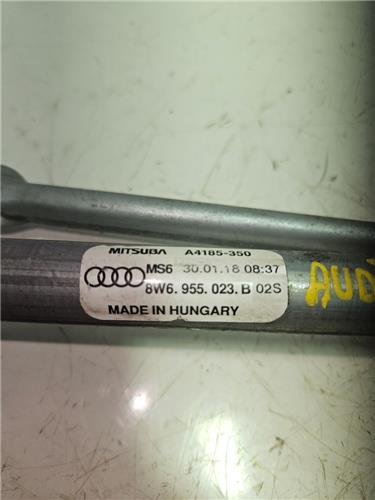 MITSUBA A4185-350
MS6 30.01.18 08:37
8W6. 955. 023. B 02S
MADE IN HUNGARY
AUD